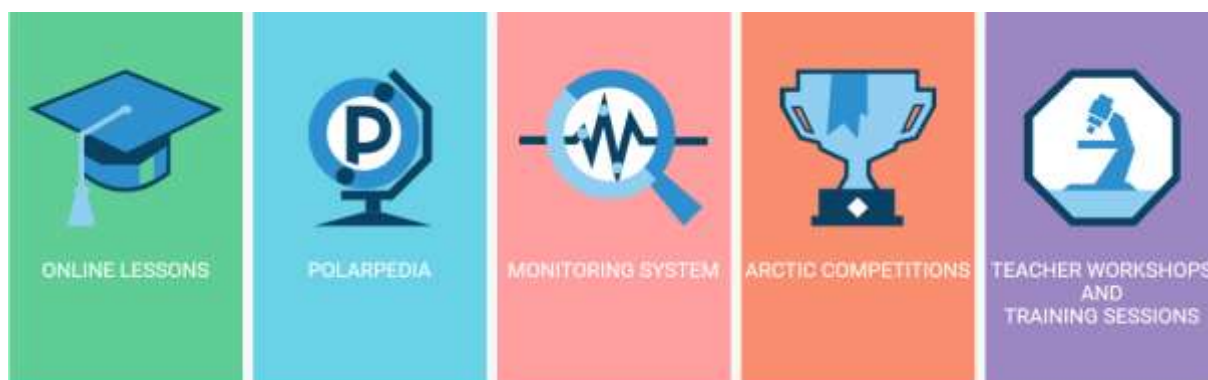 P
ONLINE LESSONS
POLARPEDIA
MONITORING SYSTEM
ARCTIC COMPETITIONS
TEACHER WORKSHOPS
AND
TRAINING SESSIONS